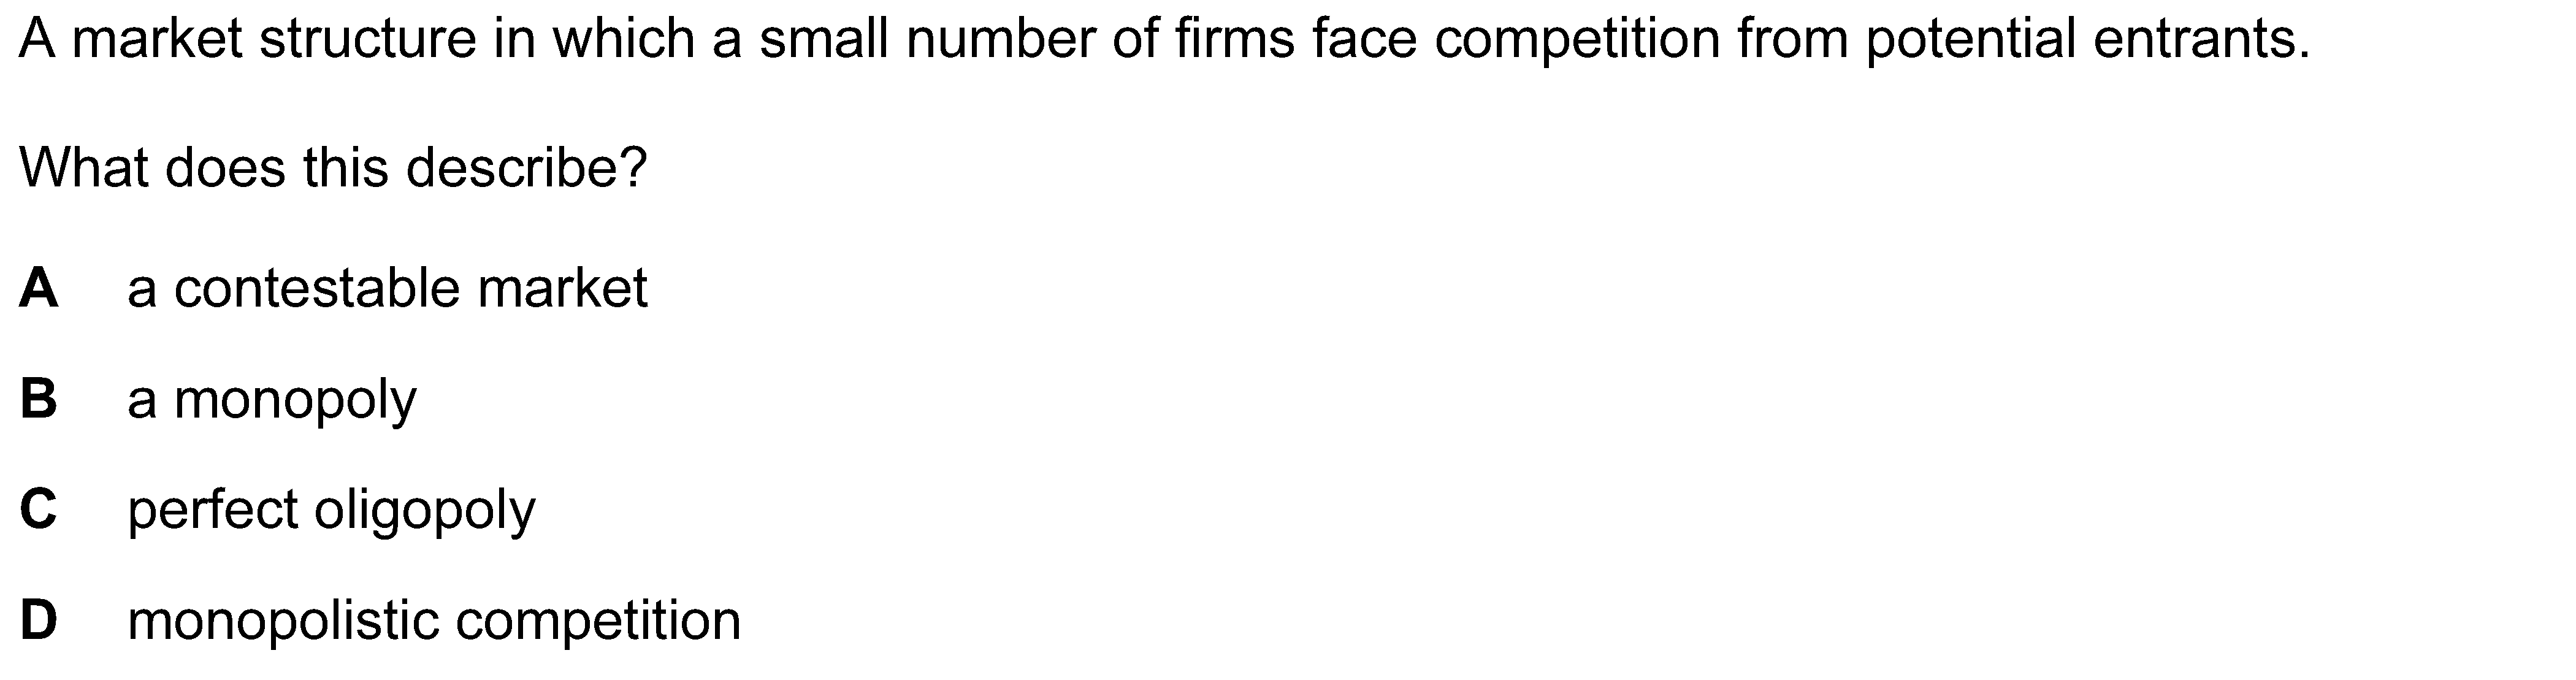 A market structure in which a small number of firms face competition from potential entrants.
What does this describe?
A a contestable market
B a monopoly
C perfect oligopoly
D monopolistic competition